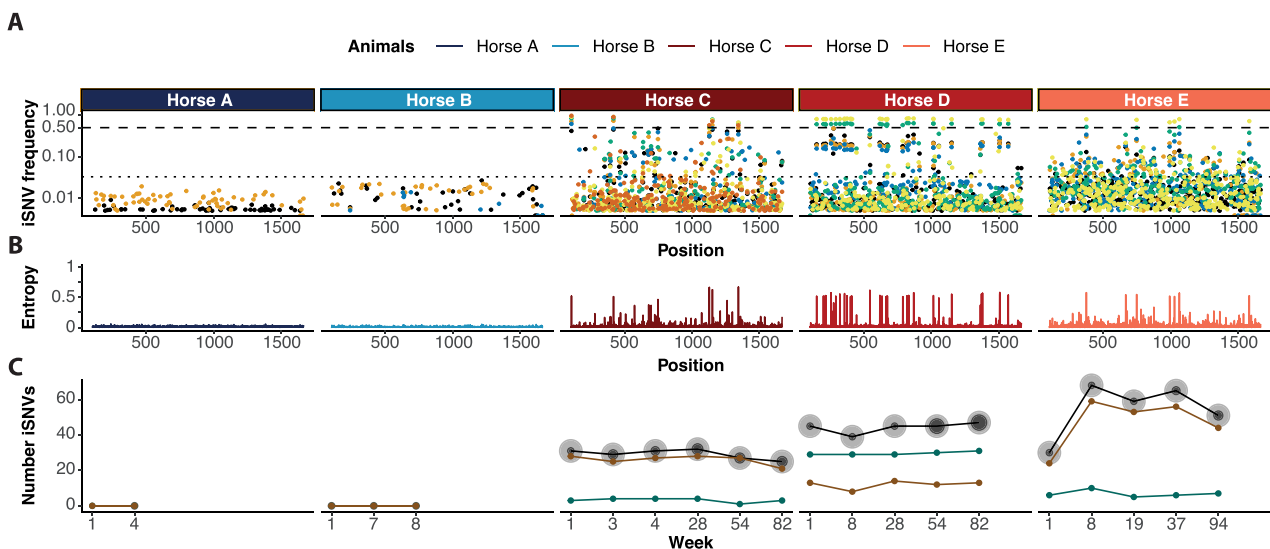 A
Animals Horse A Horse B Horse C Horse D Horse E
Horse A Horse B Horse C Horse D Horse E
iSNV frequency
1.00
0.50
0.10
0.01
500 1000 1500 500 1000 1500 500 1000 1500 500 1000 1500 500 1000 1500
Position
B
Entropy
1
0.5
0
500 1000 1500 500 1000 1500 500 1000 1500 500 1000 1500 500 1000 1500
Position
C
Number iSNVs
60
40
20
0
1 4 1 7 8 1 3 4 28 54 82 1 8 28 54 82 1 8 19 37 94
Week